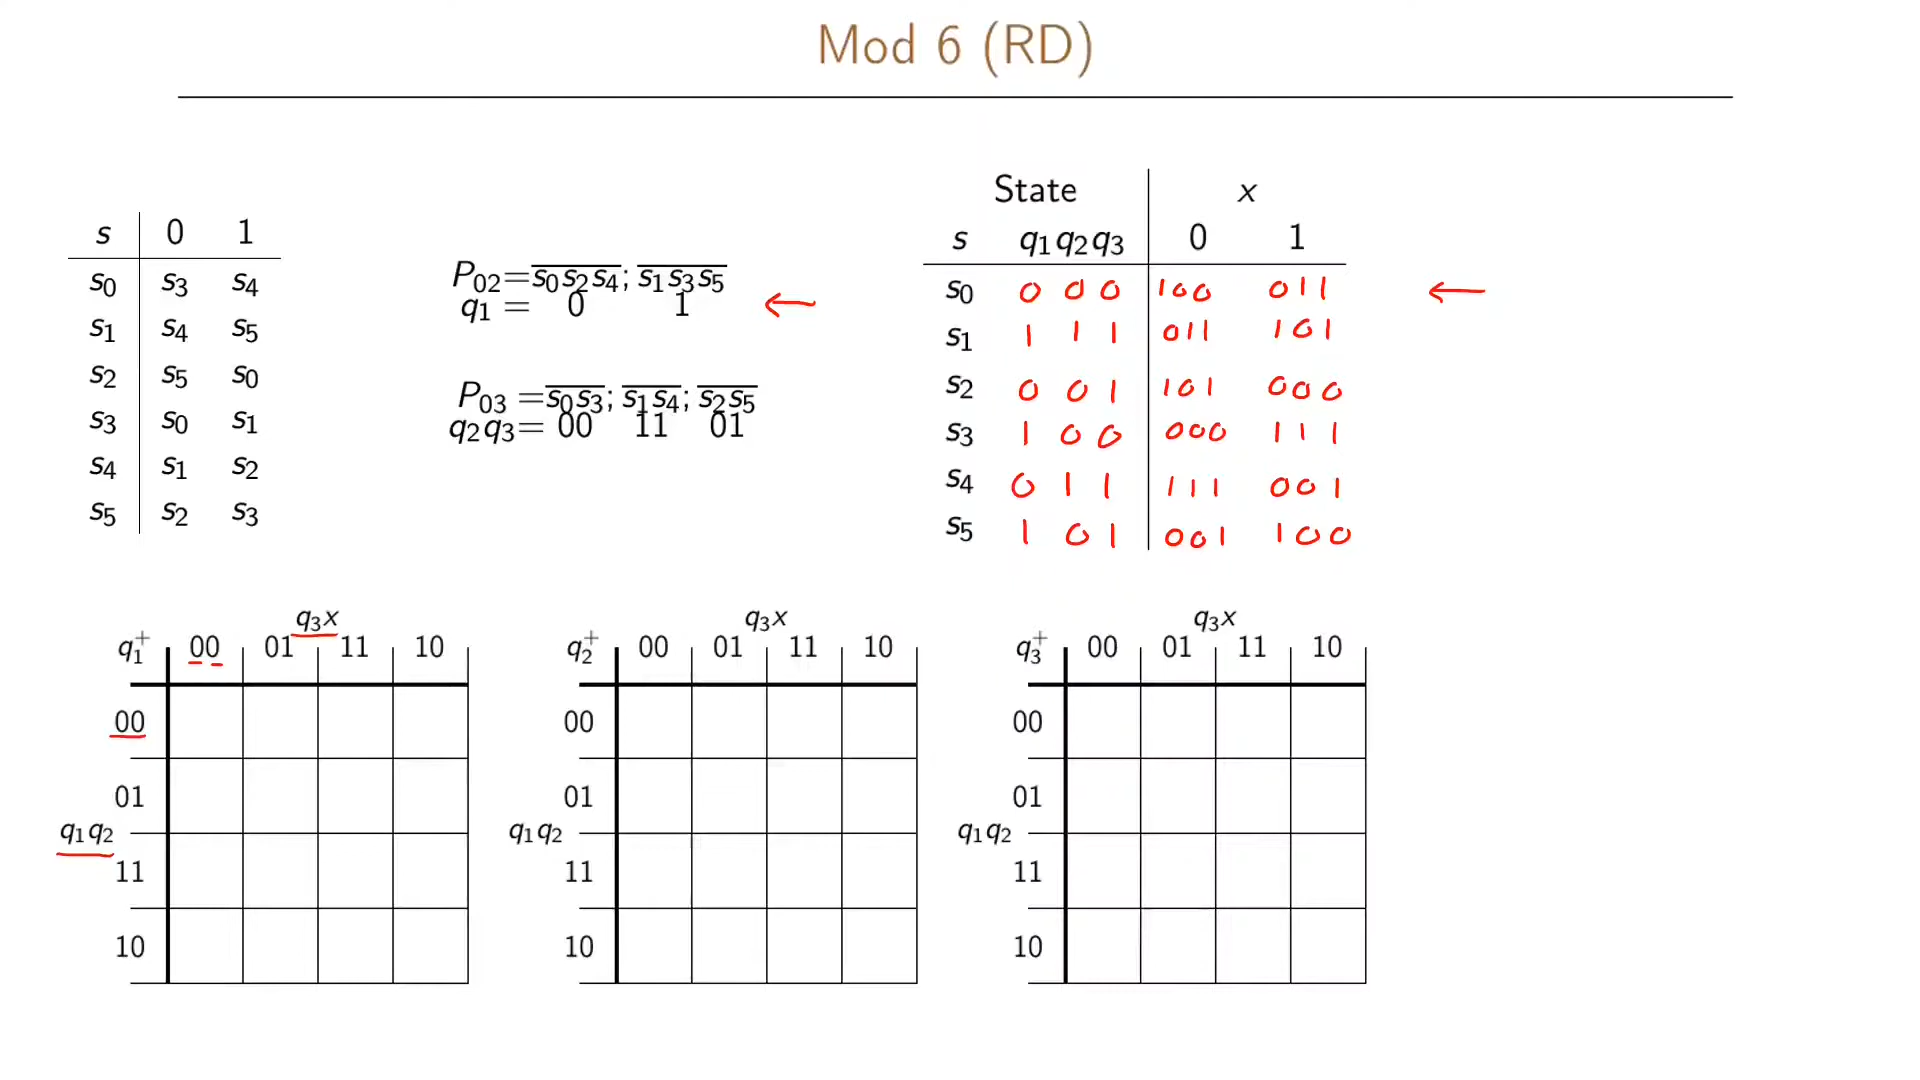 Mod 6 (RD)
s 0 1
s0 s3 s4
s1 s4 s5
s2 s5 s0
s3 s0 s1
s4 s1 s2
s5 s2 s3
P02=s0s2s4; s1s3s5
q1 = 0 1
P03 =s0s3; s1s4; s2s5
q2q3= 00 11 01
State x
s q1q2q3 0 1
s0 0 0 0 100 011
s1 1 1 1 011 101
s2 0 0 1 101 000
s3 1 0 0 000 111
s4 0 1 1 111 001
s5 1 0 1 001 100
q3x
q1+ 00 01 11 10
00
01
q1q2
11
10
q3x
q2+ 00 01 11 10
00
01
q1q2
11
10
q3x
q3+ 00 01 11 10
00
01
q1q2
11
10